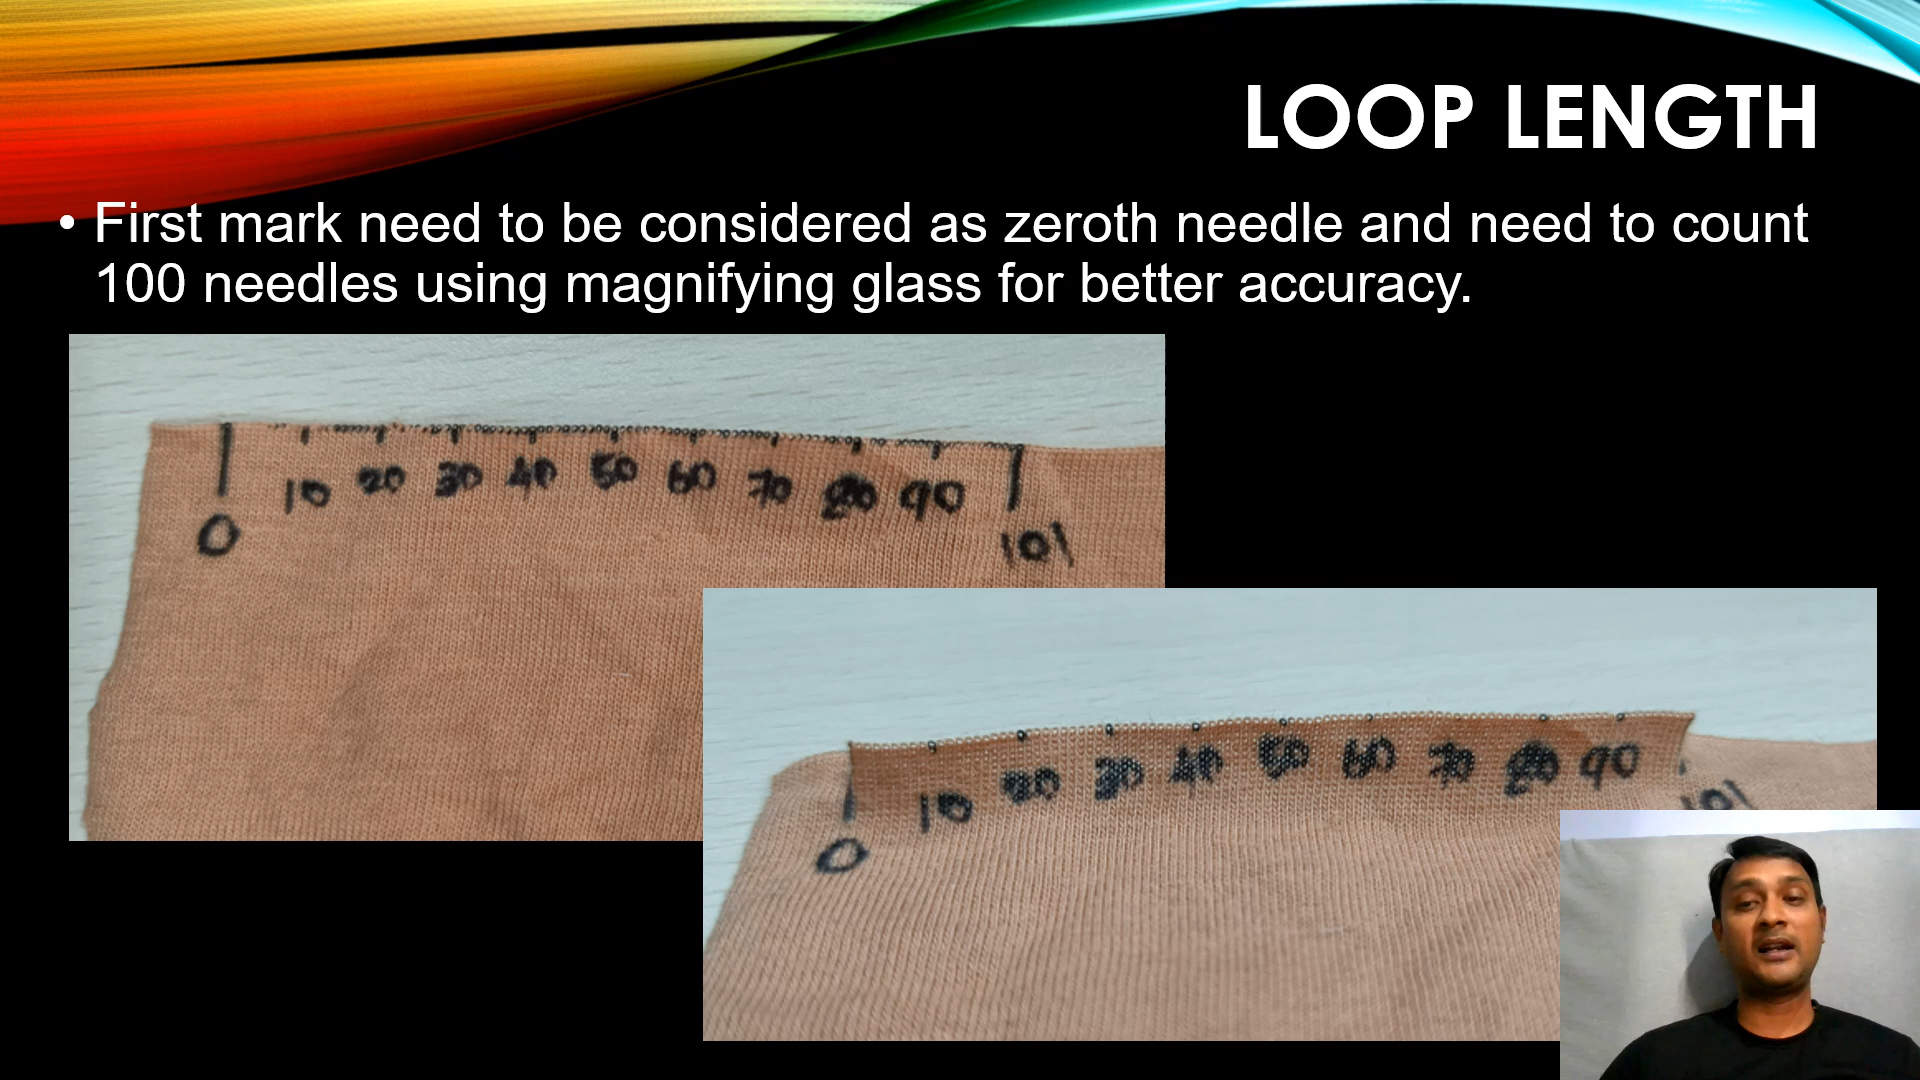 LOOP LENGTH
• First mark need to be considered as zeroth needle and need to count
100 needles using magnifying glass for better accuracy.
0 10 20 30 40 50 60 70 80 90 101
0 10 20 30 40 50 60 70 80 90 101